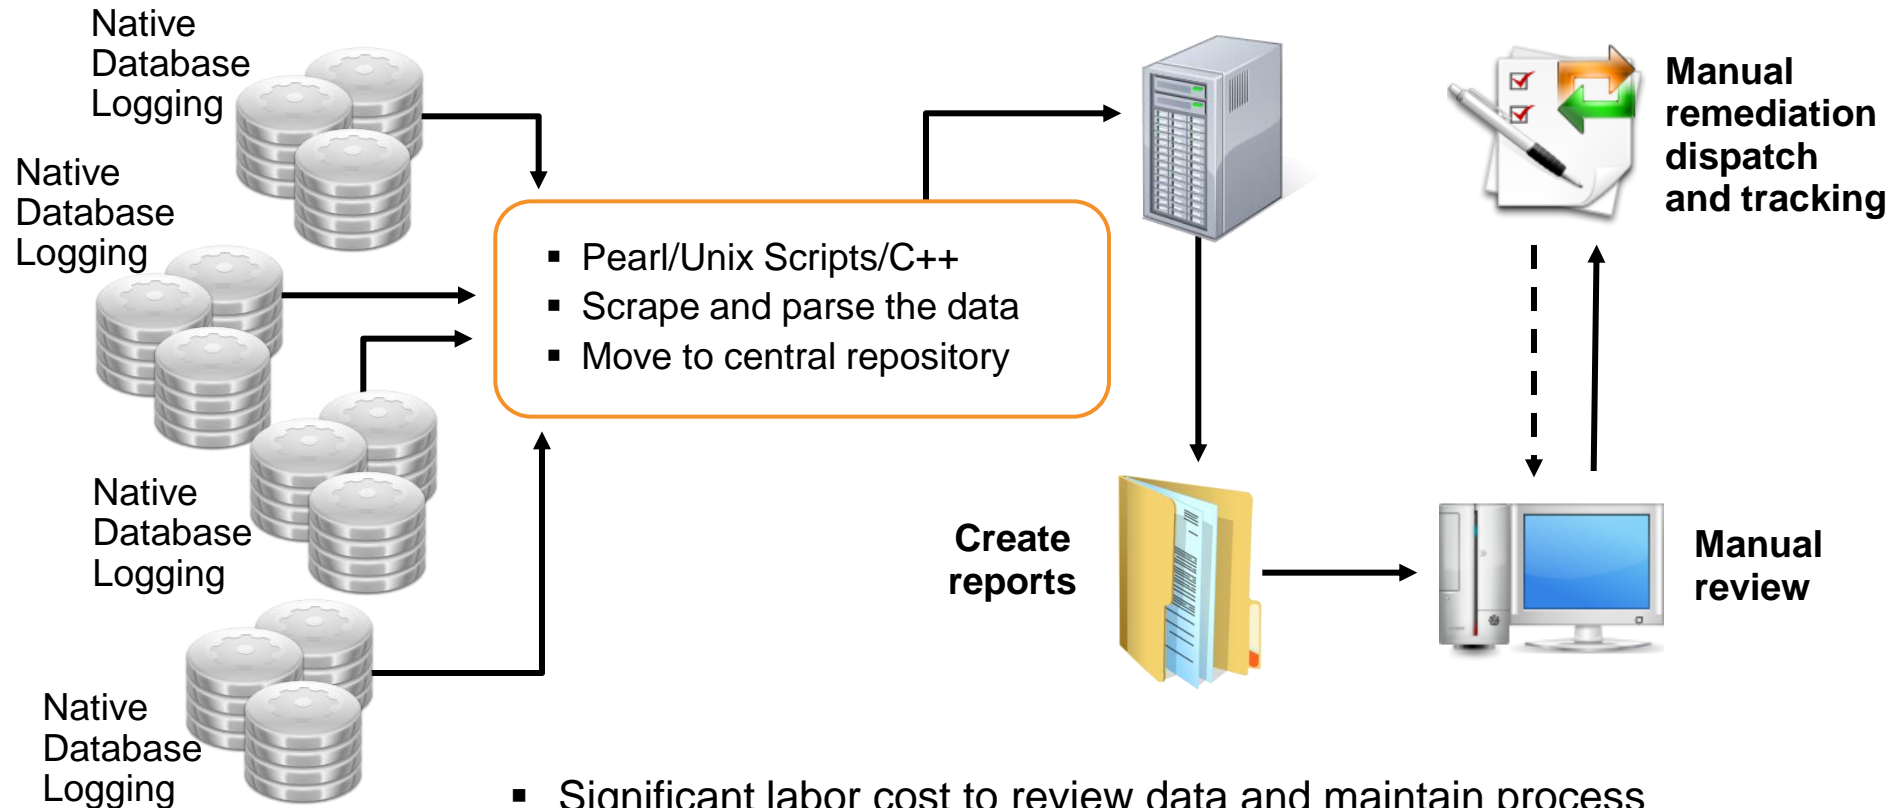 Native
Database
Logging
Native
Database
Logging
▪ Pearl/Unix Scripts/C++
▪ Scrape and parse the data
▪ Move to central repository
Native
Database
Logging
Native
Database
Logging
Manual
remediation
dispatch
and tracking
Create
reports
Manual
review
▪ Significant labor cost to review data and maintain process